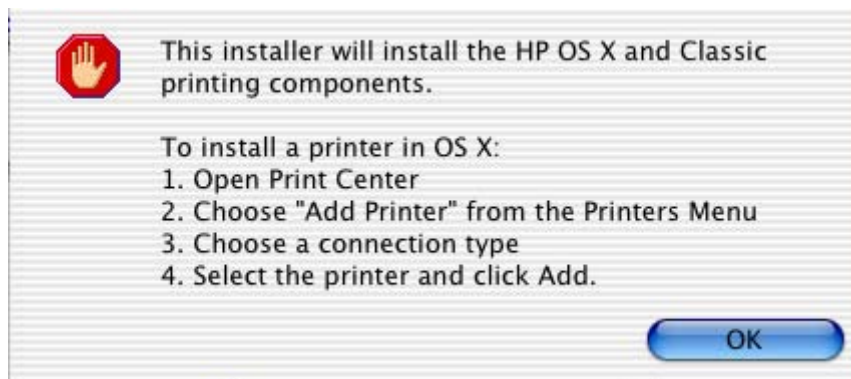 This installer will install the HP OS X and Classic
printing components.
To install a printer in OS X:
1. Open Print Center
2. Choose "Add Printer" from the Printers Menu
3. Choose a connection type
4. Select the printer and click Add.
OK